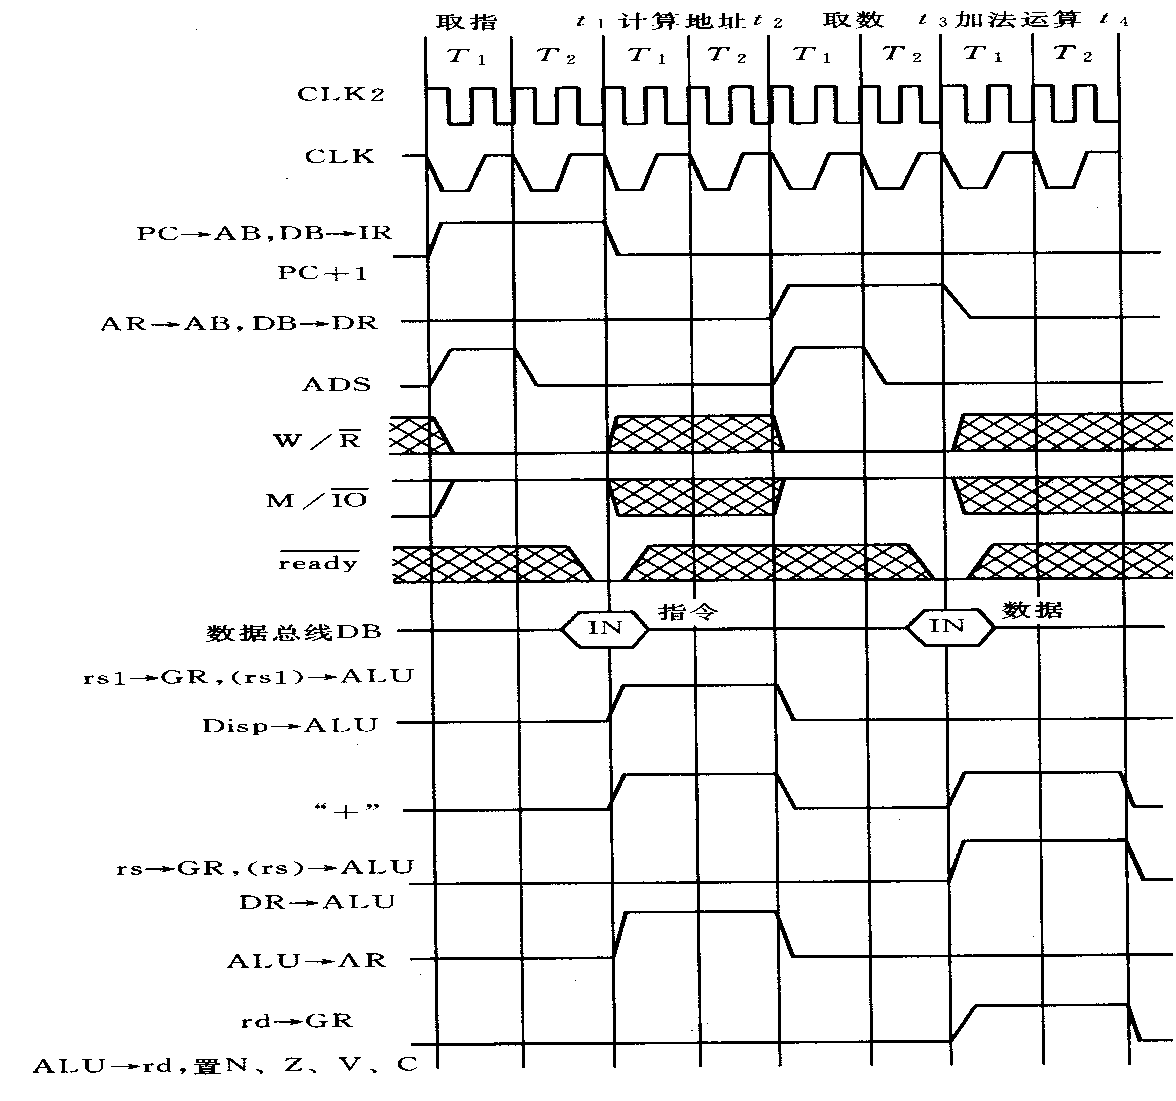 取指 t₁ 计算地址 t₂ 取数 t₃ 加法运算 t₄
T₁ T₂ T₁ T₂ T₁ T₂ T₁ T₂
CLK2
CLK
PC→AB,DB→IR
PC+1
AR→AB,DB→DR
ADS
W/R̅
M/I̅O̅
r̅e̅a̅d̅y̅
指令 数据
数据总线DB IN IN
rs1→GR,(rs1)→ALU
Disp→ALU
“+”
rs→GR,(rs)→ALU
DR→ALU
ALU→AR
rd→GR
ALU→rd,置N、Z、V、C